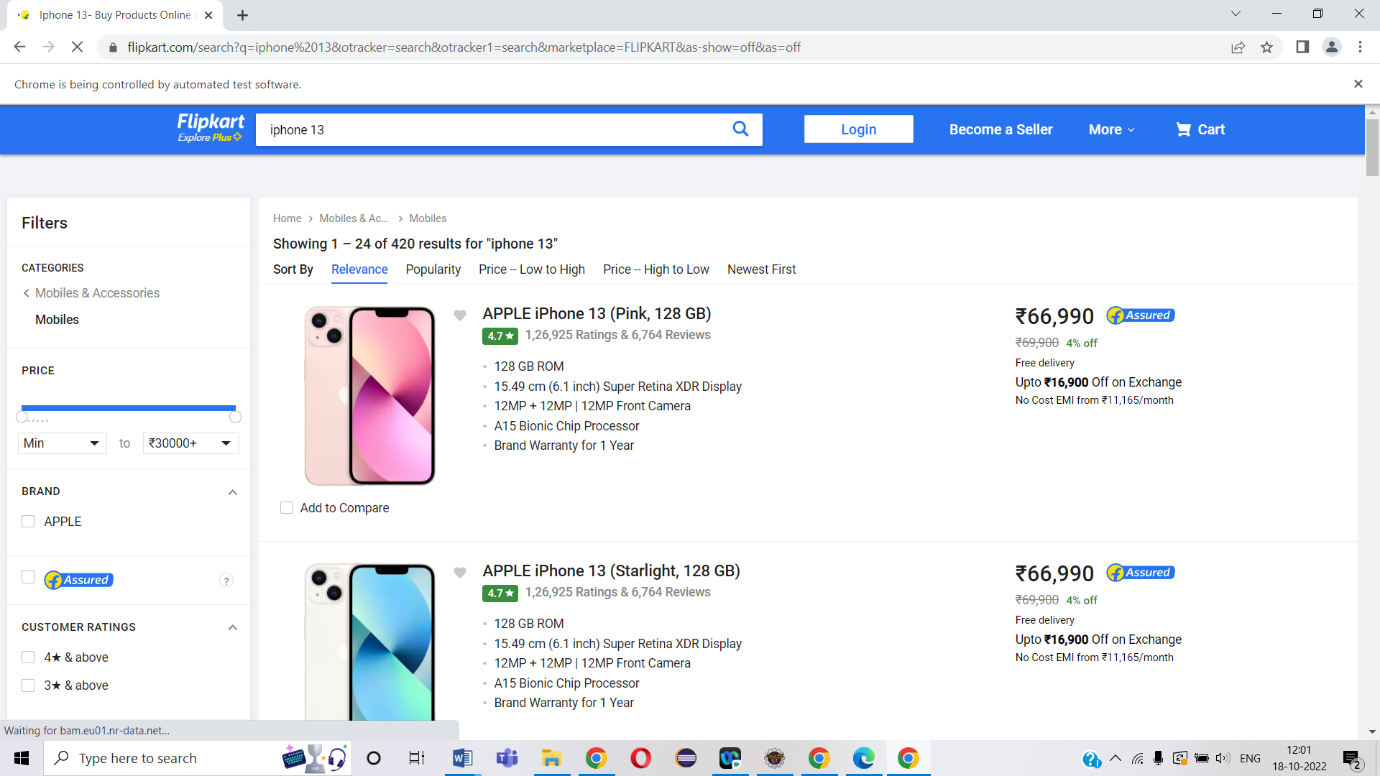 Iphone 13- Buy Products Online
flipkart.com/search?q=iphone%2013&otracker=search&otracker1=search&marketplace=FLIPKART&as-show=off&as=off
Chrome is being controlled by automated test software.
Flipkart
Explore Plus
iphone 13
Login
Become a Seller
More
Cart
Filters
CATEGORIES
Mobiles & Accessories
Mobiles
PRICE
Min
to
₹30000+
BRAND
APPLE
f Assured
?
CUSTOMER RATINGS
4★ & above
3★ & above
Home > Mobiles & Ac... > Mobiles
Showing 1 – 24 of 420 results for "iphone 13"
Sort By Relevance Popularity Price -- Low to High Price -- High to Low Newest First
APPLE iPhone 13 (Pink, 128 GB)
4.7 ★ 1,26,925 Ratings & 6,764 Reviews
128 GB ROM
15.49 cm (6.1 inch) Super Retina XDR Display
12MP + 12MP | 12MP Front Camera
A15 Bionic Chip Processor
Brand Warranty for 1 Year
₹66,990 f Assured
₹69,900 4% off
Free delivery
Upto ₹16,900 Off on Exchange
No Cost EMI from ₹11,165/month
Add to Compare
APPLE iPhone 13 (Starlight, 128 GB)
4.7 ★ 1,26,925 Ratings & 6,764 Reviews
128 GB ROM
15.49 cm (6.1 inch) Super Retina XDR Display
12MP + 12MP | 12MP Front Camera
A15 Bionic Chip Processor
Brand Warranty for 1 Year
₹66,990 f Assured
₹69,900 4% off
Free delivery
Upto ₹16,900 Off on Exchange
No Cost EMI from ₹11,165/month
Waiting for bam.eu01.nr-data.net...
Type here to search
ENG
12:01
18-10-2022
2